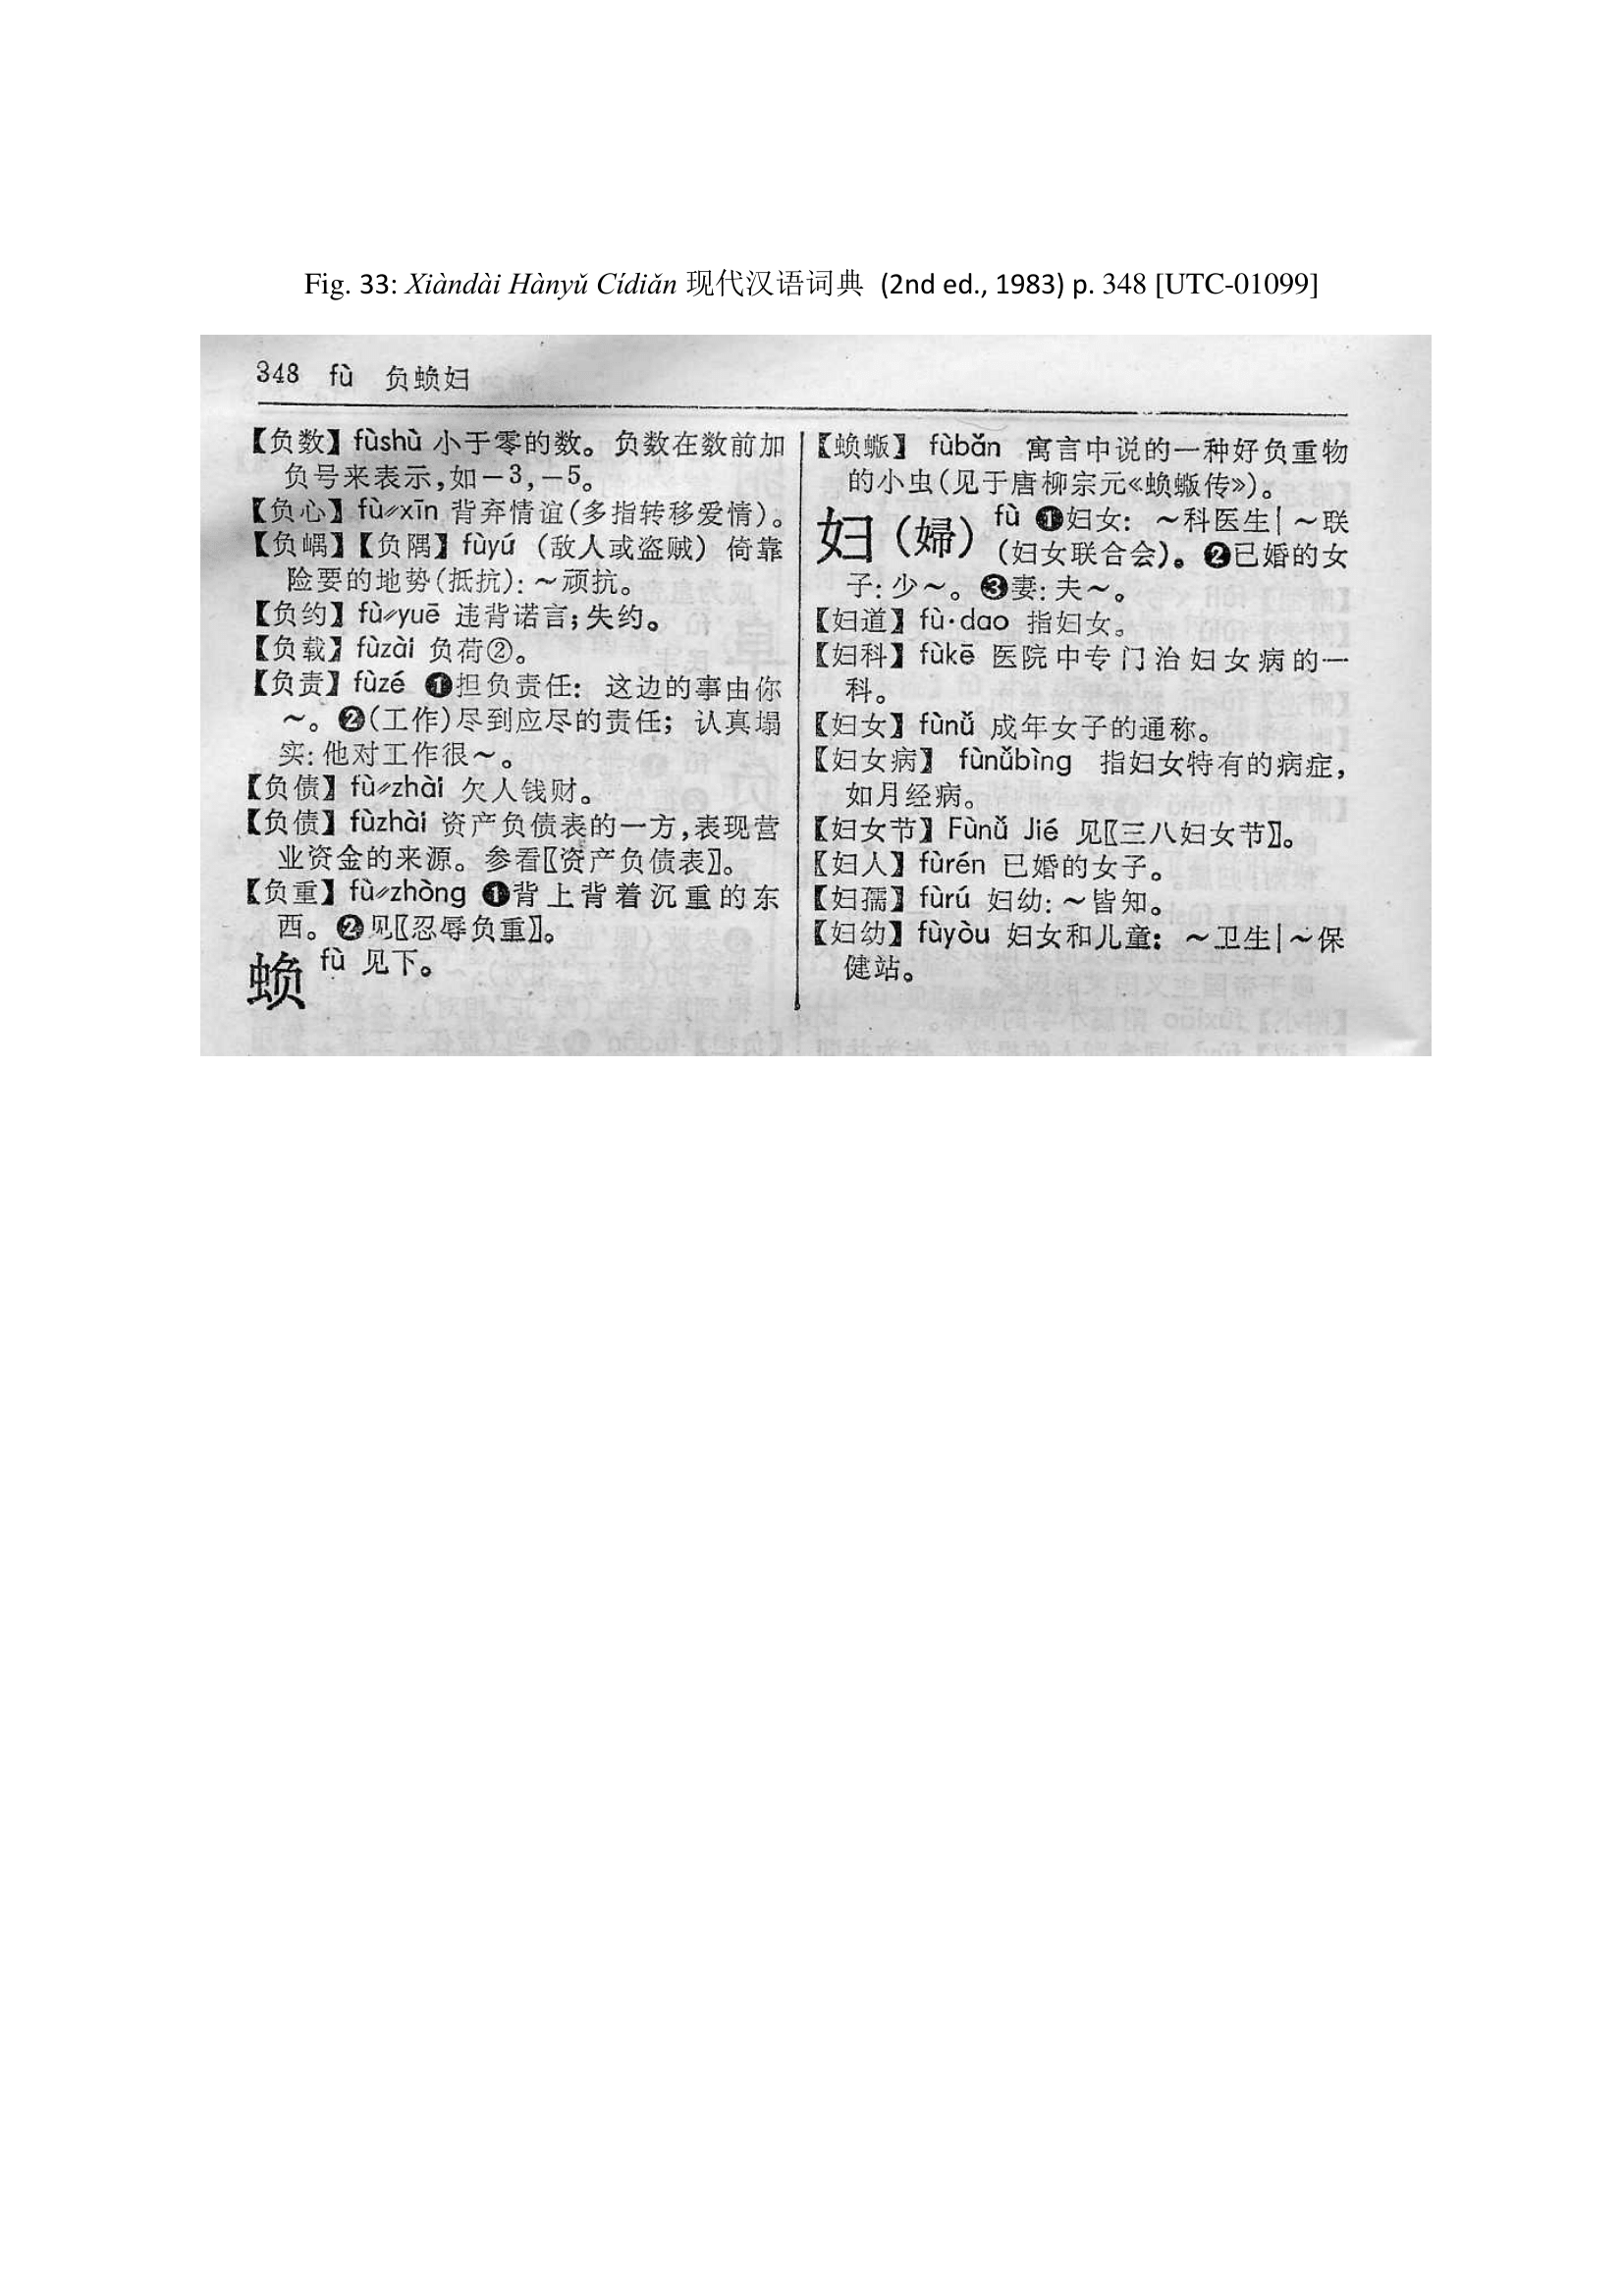 Fig. 33: Xiàndài Hànyǔ Cídiǎn 现代汉语词典 (2nd ed., 1983) p. 348 [UTC-01099]
348 fù 负⿰虫负妇
【负数】fùshù 小于零的数。负数在数前加
负号来表示,如－3,－5。
【负心】fù∥xīn 背弃情谊(多指转移爱情)。
【负嵎】【负隅】fùyú (敌人或盗贼)倚靠
险要的地势(抵抗):～顽抗。
【负约】fù∥yuē 违背诺言;失约。
【负载】fùzài 负荷②。
【负责】fùzé ❶担负责任: 这边的事由你
～。❷(工作)尽到应尽的责任; 认真塌
实:他对工作很～。
【负债】fù∥zhài 欠人钱财。
【负债】fùzhài 资产负债表的一方,表现营
业资金的来源。参看〖资产负债表〗。
【负重】fù∥zhòng ❶背上背着沉重的东
西。❷见〖忍辱负重〗。
⿰虫负 fù 见下。
【⿰虫负蝂】 fùbǎn 寓言中说的一种好负重物
的小虫(见于唐柳宗元《⿰虫负蝂传》)。
妇(婦) fù ❶妇女: ～科医生|～联
(妇女联合会)。❷已婚的女
子:少～。❸妻:夫～。
【妇道】fù·dao 指妇女。
【妇科】fùkē 医院中专门治妇女病的一
科。
【妇女】fùnǚ 成年女子的通称。
【妇女病】 fùnǚbìng 指妇女特有的病症,
如月经病。
【妇女节】Fùnǚ Jié 见〖三八妇女节〗。
【妇人】fùrén 已婚的女子。
【妇孺】fùrú 妇幼:～皆知。
【妇幼】fùyòu 妇女和儿童: ～卫生|～保
健站。